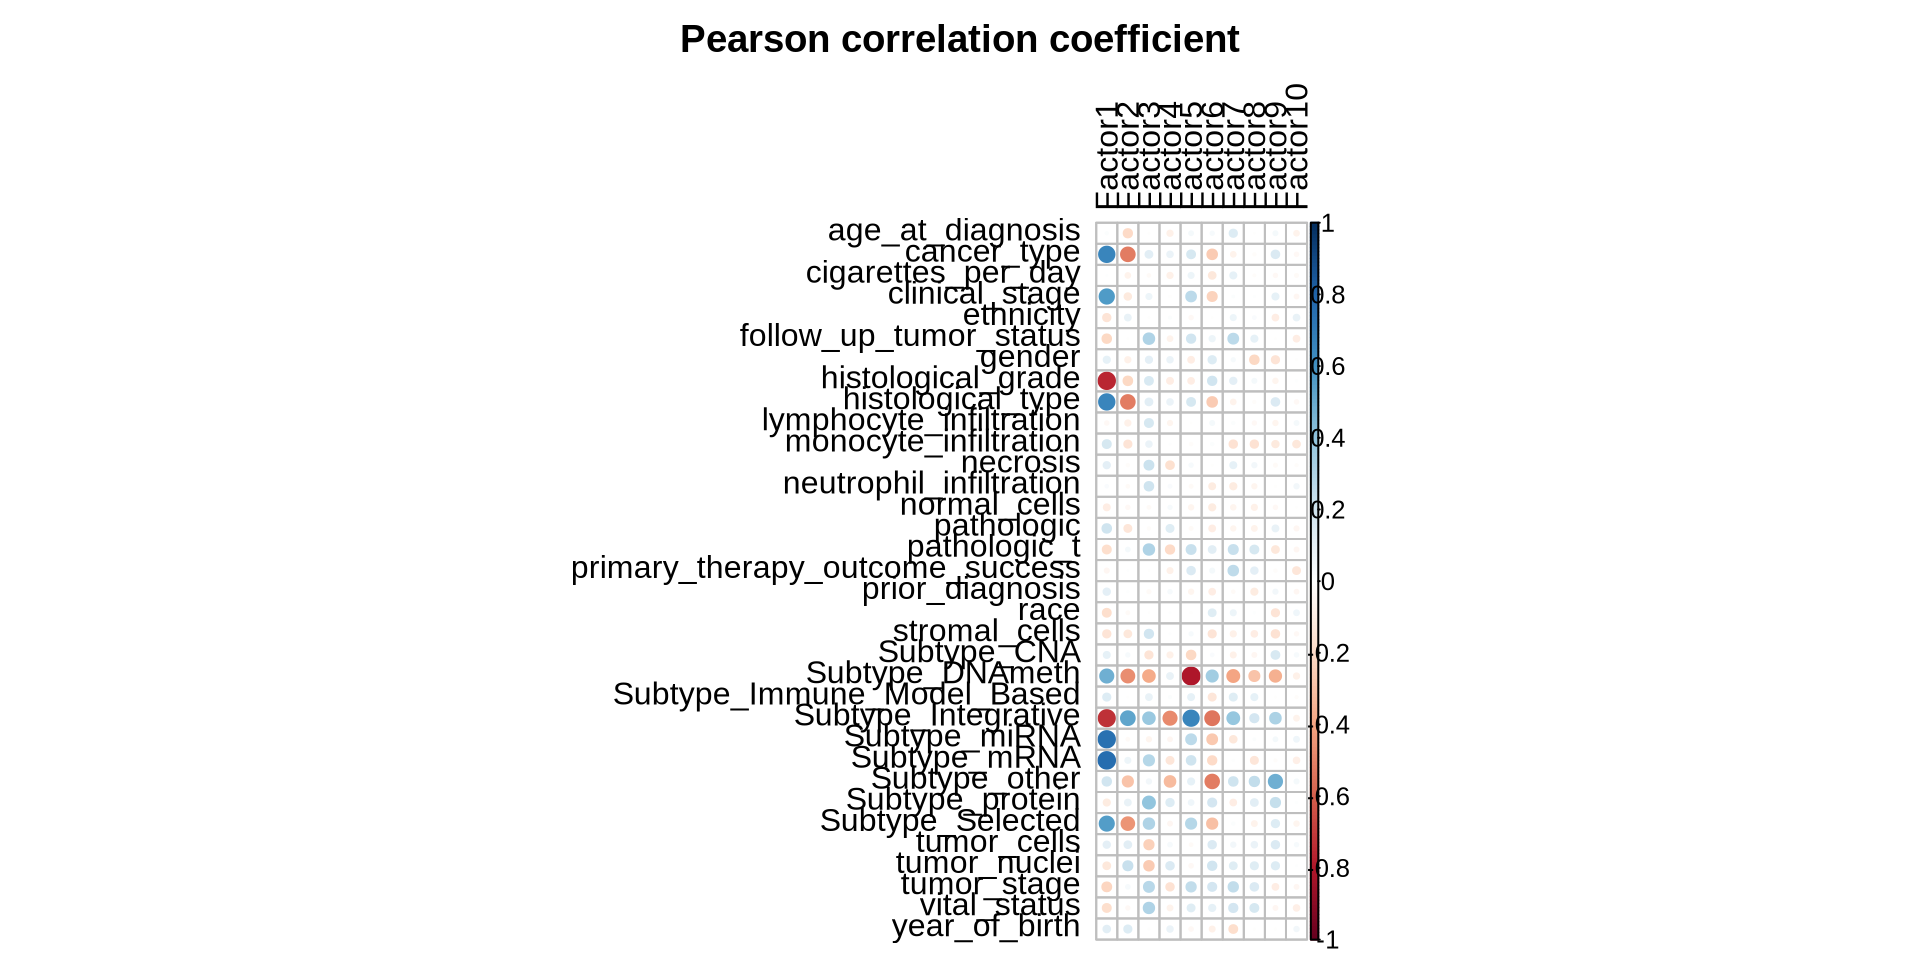 Pearson correlation coefficient
Factor1
Factor2
Factor3
Factor4
Factor5
Factor6
Factor7
Factor8
Factor9
Factor10
age_at_diagnosis
cancer_type
cigarettes_per_day
clinical_stage
ethnicity
follow_up_tumor_status
gender
histological_grade
histological_type
lymphocyte_infiltration
monocyte_infiltration
necrosis
neutrophil_infiltration
normal_cells
pathologic
pathologic_t
primary_therapy_outcome_success
prior_diagnosis
race
stromal_cells
Subtype_CNA
Subtype_DNAmeth
Subtype_Immune_Model_Based
Subtype_Integrative
Subtype_miRNA
Subtype_mRNA
Subtype_other
Subtype_protein
Subtype_Selected
tumor_cells
tumor_nuclei
tumor_stage
vital_status
year_of_birth
1
0.8
0.6
0.4
0.2
0
-0.2
-0.4
-0.6
-0.8
-1